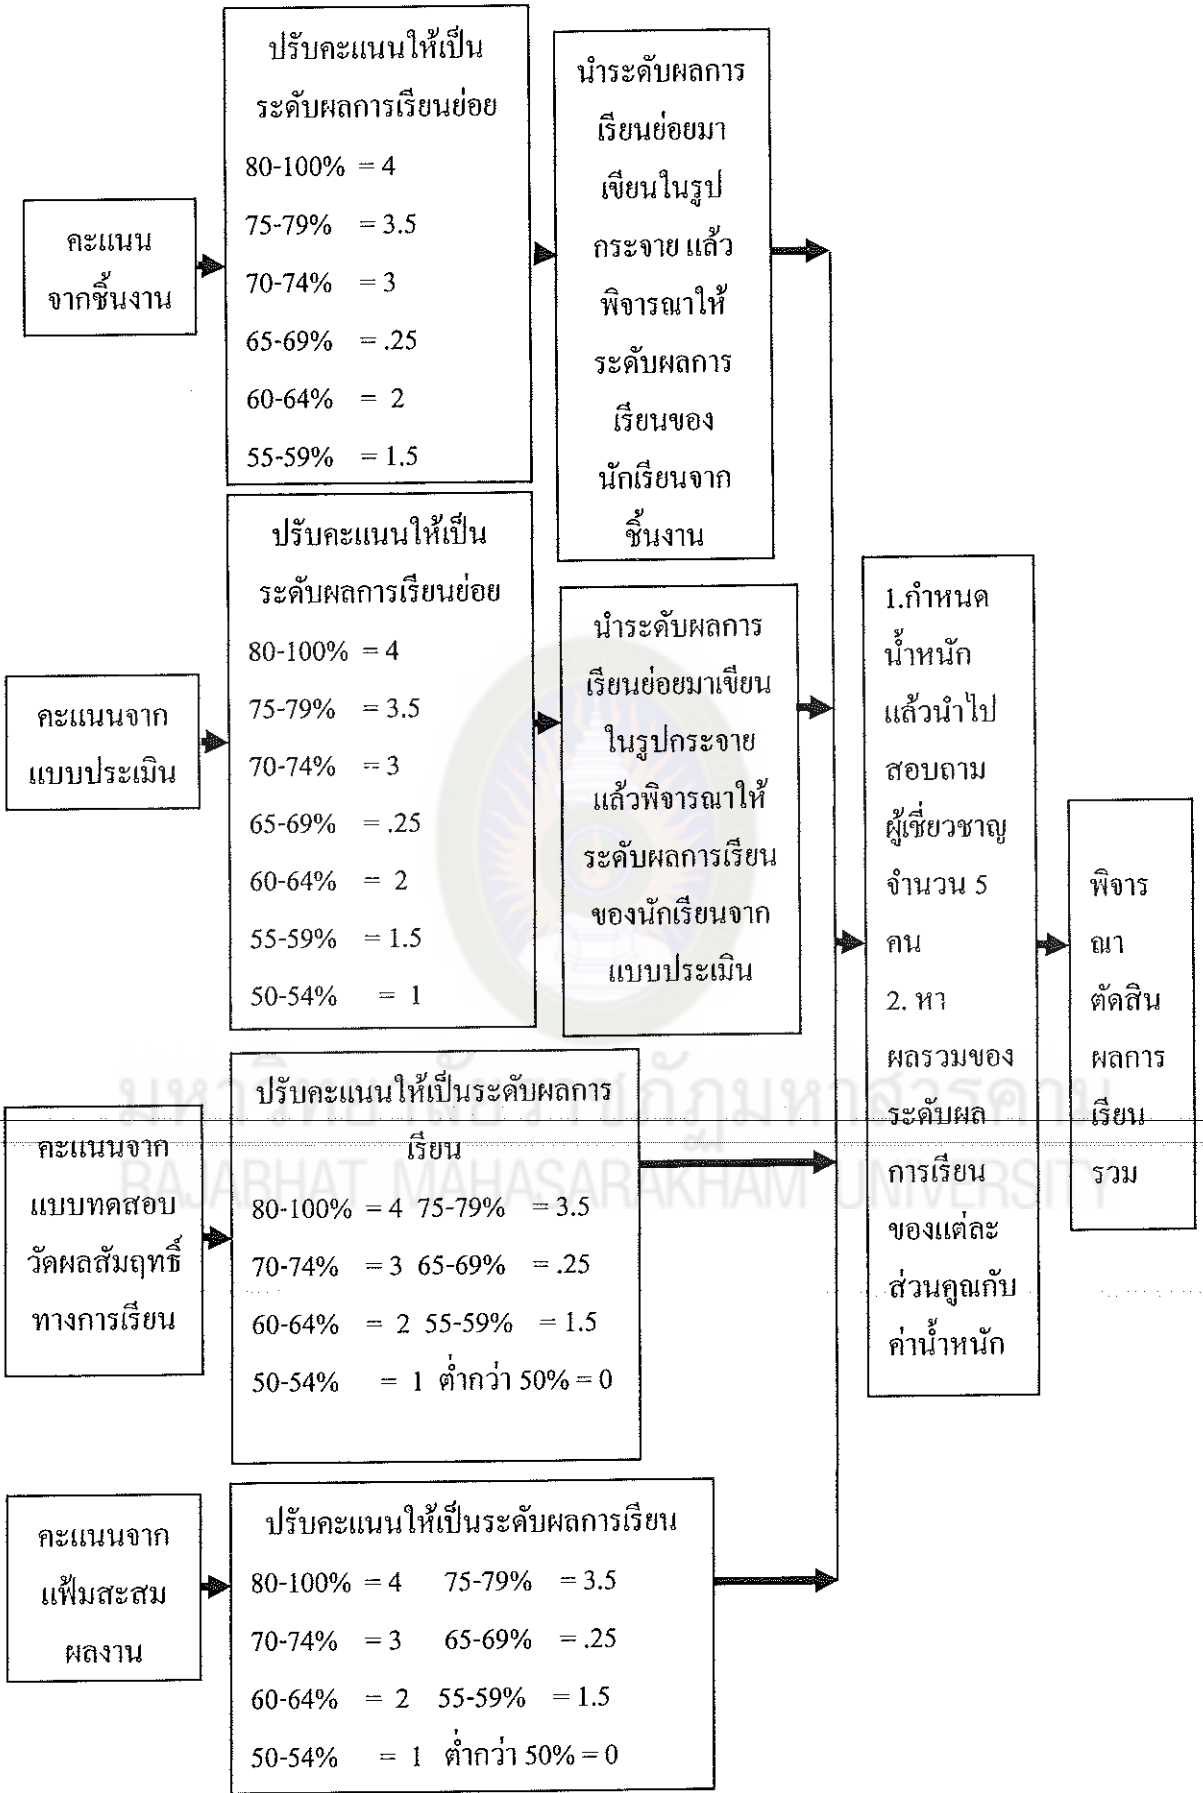 คะแนน
จากชิ้นงาน
ปรับคะแนนให้เป็น
ระดับผลการเรียนย่อย
80-100% = 4
75-79% = 3.5
70-74% = 3
65-69% = .25
60-64% = 2
55-59% = 1.5
นำระดับผลการ
เรียนย่อยมา
เขียนในรูป
กระจาย แล้ว
พิจารณาให้
ระดับผลการ
เรียนของ
นักเรียนจาก
ชิ้นงาน
คะแนนจาก
แบบประเมิน
ปรับคะแนนให้เป็น
ระดับผลการเรียนย่อย
80-100% = 4
75-79% = 3.5
70-74% = 3
65-69% = .25
60-64% = 2
55-59% = 1.5
50-54% = 1
นำระดับผลการ
เรียนย่อยมาเขียน
ในรูปกระจาย
แล้วพิจารณาให้
ระดับผลการเรียน
ของนักเรียนจาก
แบบประเมิน
คะแนนจาก
แบบทดสอบ
วัดผลสัมฤทธิ์
ทางการเรียน
ปรับคะแนนให้เป็นระดับผลการ
เรียน
80-100% = 4 75-79% = 3.5
70-74% = 3 65-69% = .25
60-64% = 2 55-59% = 1.5
50-54% = 1 ต่ำกว่า 50% = 0
คะแนนจาก
แฟ้มสะสม
ผลงาน
ปรับคะแนนให้เป็นระดับผลการเรียน
80-100% = 4 75-79% = 3.5
70-74% = 3 65-69% = .25
60-64% = 2 55-59% = 1.5
50-54% = 1 ต่ำกว่า 50% = 0
1.กำหนด
น้ำหนัก
แล้วนำไป
สอบถาม
ผู้เชี่ยวชาญ
จำนวน 5
คน
2. หา
ผลรวมของ
ระดับผล
การเรียน
ของแต่ละ
ส่วนคูณกับ
ค่าน้ำหนัก
พิจาร
ณา
ตัดสิน
ผลการ
เรียน
รวม
มหาวิทยาลัยราชภัฏมหาสารคาม
RAJABHAT MAHASARAKHAM UNIVERSITY